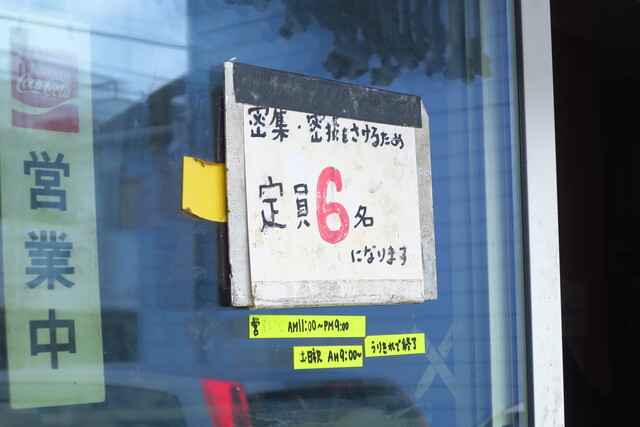 Coca-Cola
営業中
密集・密接をさけるため
定員6名
になります
営 AM11:00~PM9:00
土日祝 AM9:00~
うりきれで終了